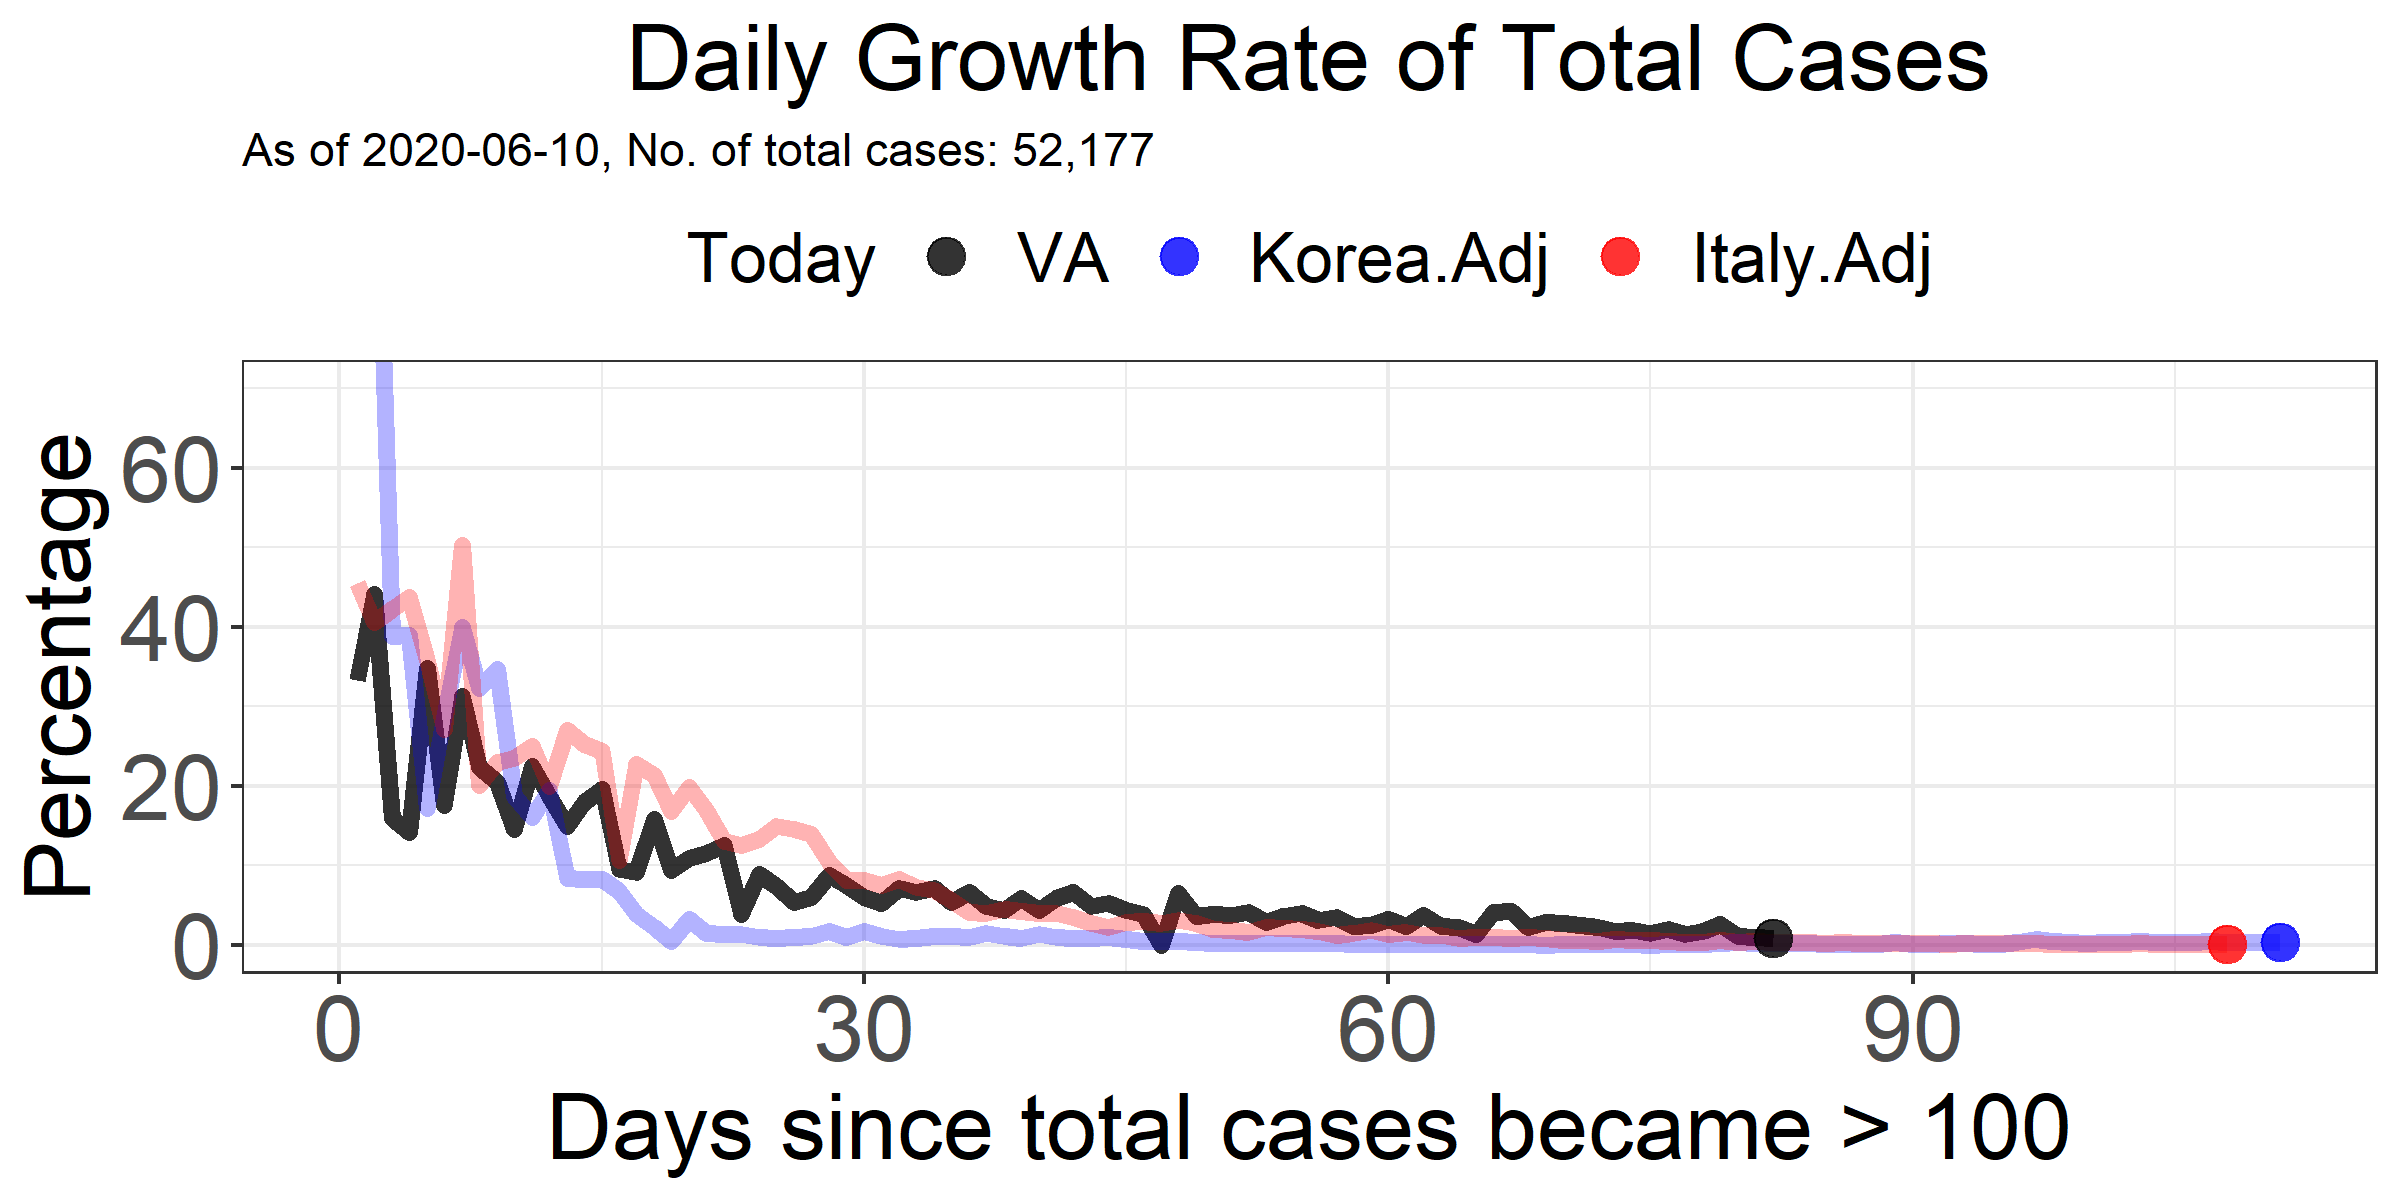 Daily Growth Rate of Total Cases
As of 2020-06-10, No. of total cases: 52,177
Today VA Korea.Adj Italy.Adj
Percentage
60
40
20
0
0 30 60 90
Days since total cases became > 100